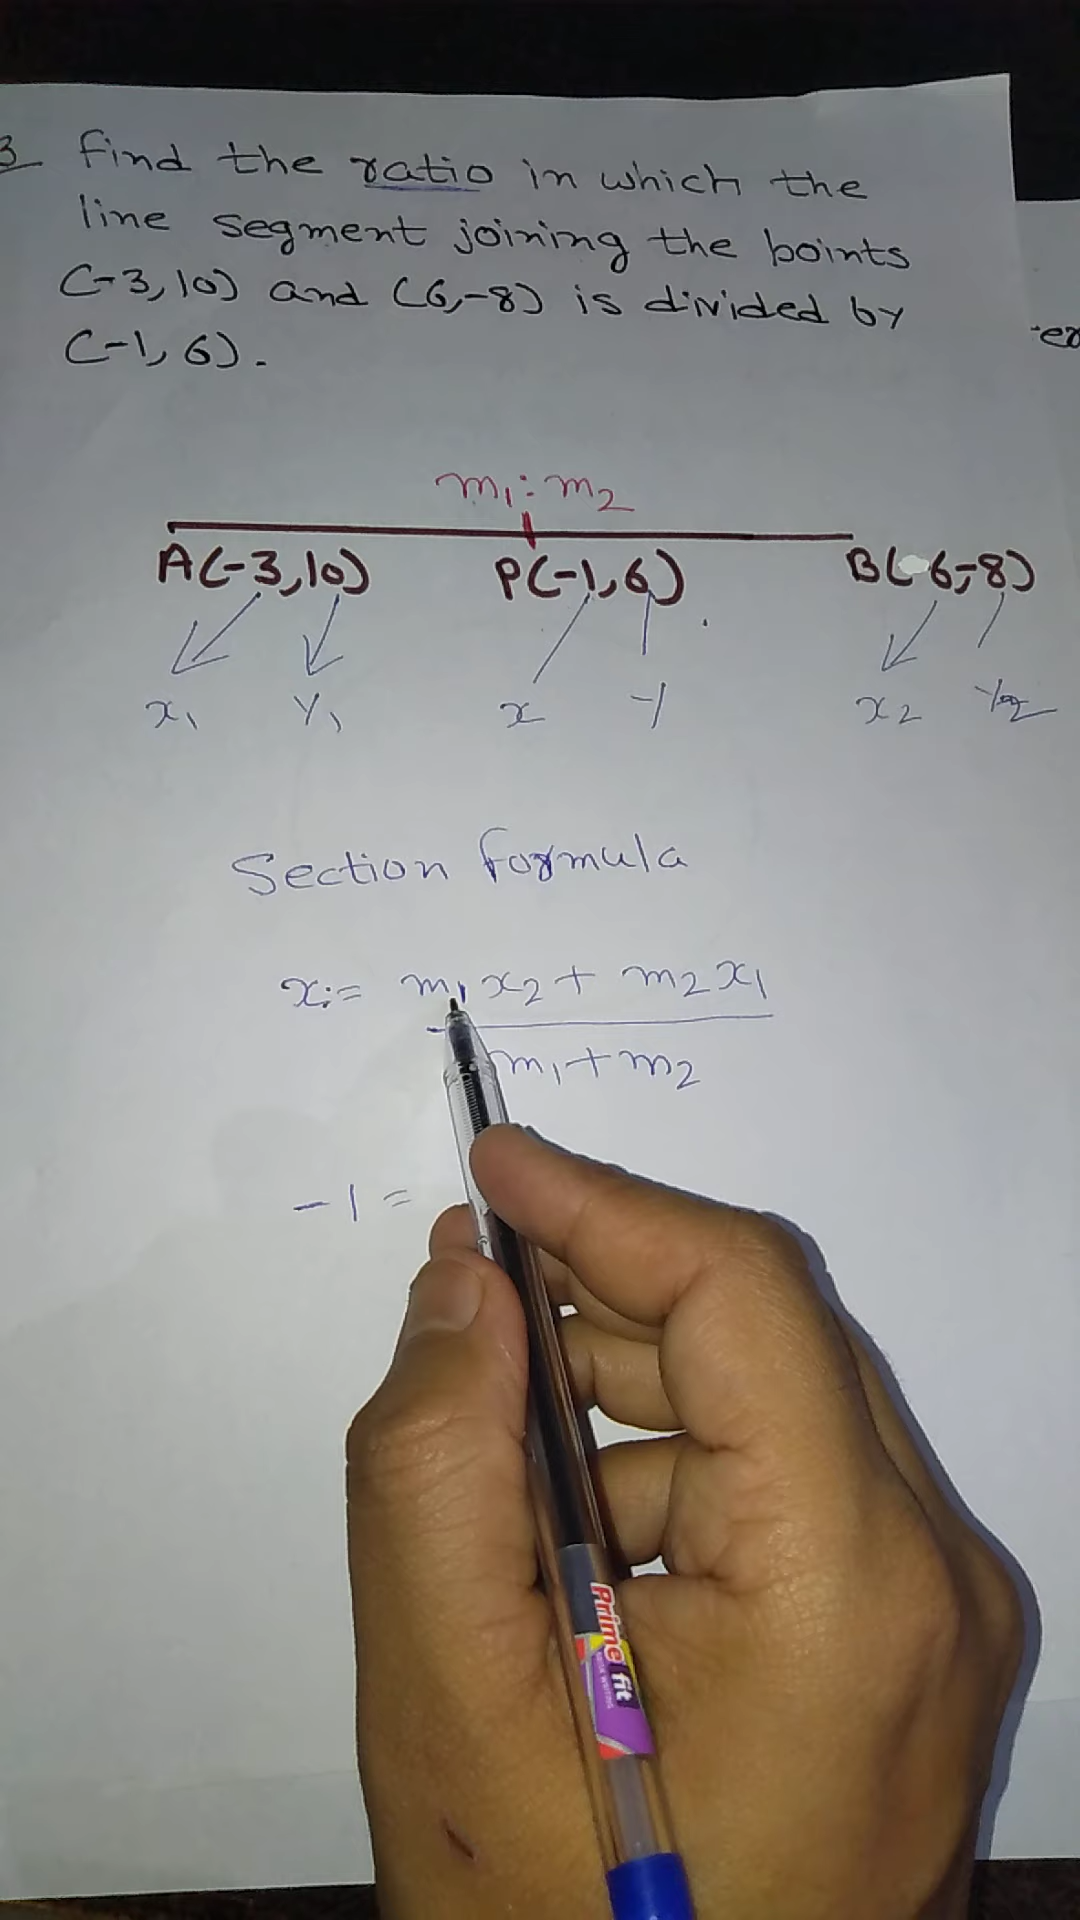 3 find the ratio in which the
line segment joining the points
(-3, 10) and (6, -8) is divided by
(-1, 6).
m₁ : m₂
A(-3, 10) P(-1, 6) B( 6, -8)
x₁ y₁ x y x₂ y₂
Section formula
x = m₁x₂ + m₂x₁
m₁ + m₂
-1 =
Prime fit